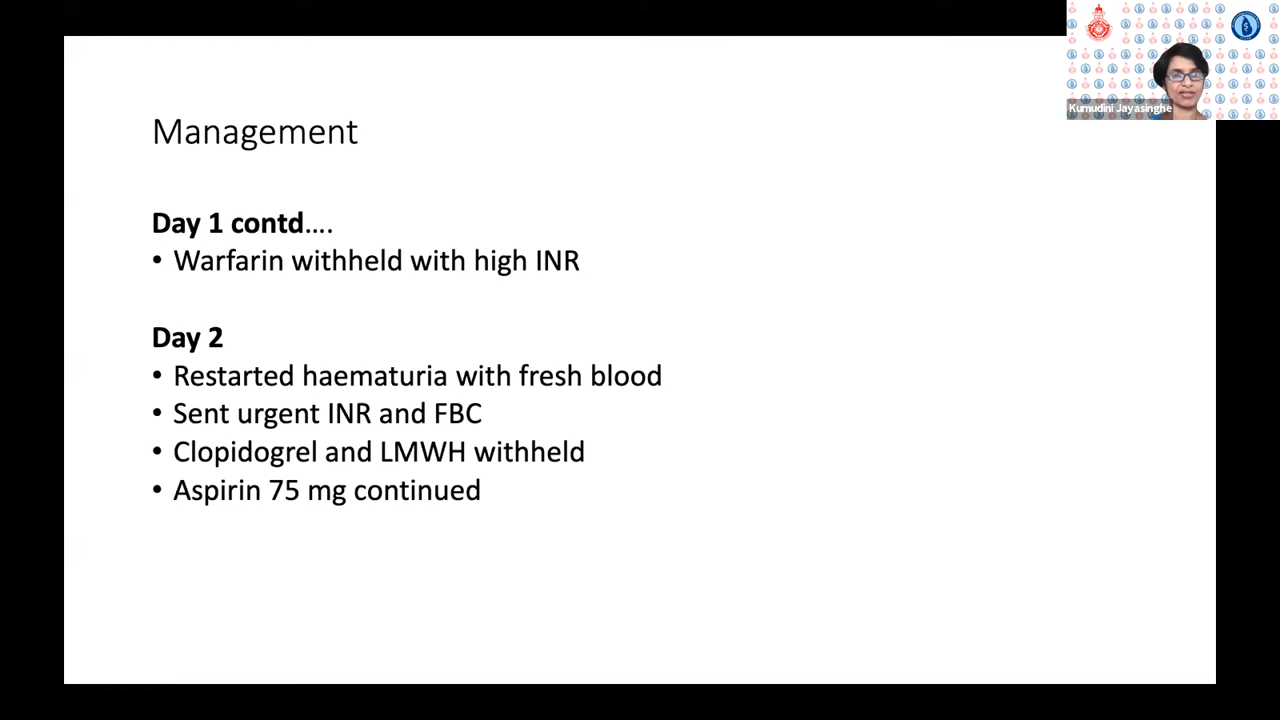 Kumudini Jayasinghe
Management
Day 1 contd....
• Warfarin withheld with high INR
Day 2
• Restarted haematuria with fresh blood
• Sent urgent INR and FBC
• Clopidogrel and LMWH withheld
• Aspirin 75 mg continued